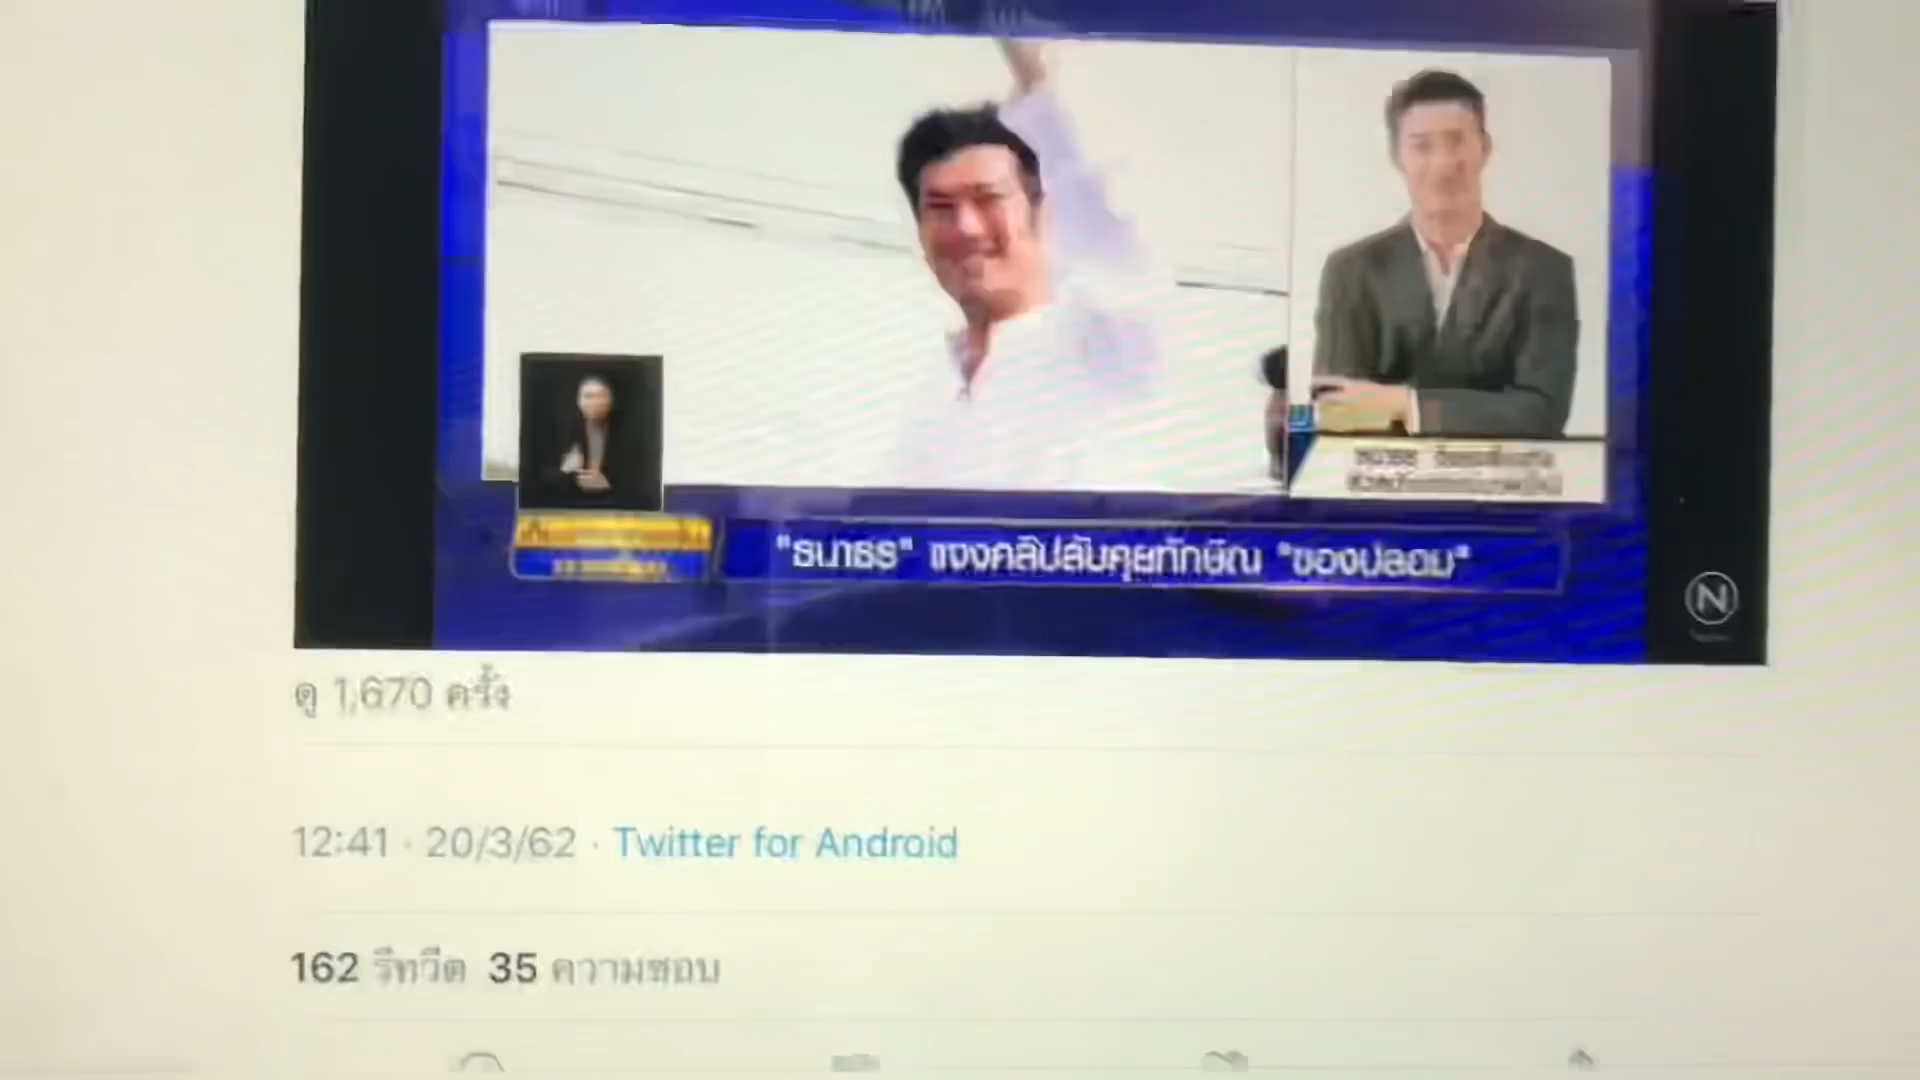 "ธนาธร" แจงคลิปลับคุยทักษิณ "ของปลอม"
N
ดู 1,670 ครั้ง
12:41 · 20/3/62 · Twitter for Android
162 รีทวีต 35 ความชอบ